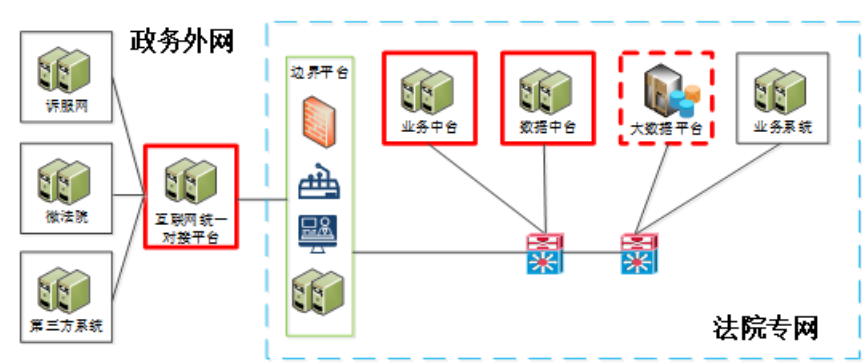 政务外网
诉服网
微法院
第三方系统
互联网统一
对接平台
边界平台
业务中台
数据中台
大数据平台
业务系统
法院专网